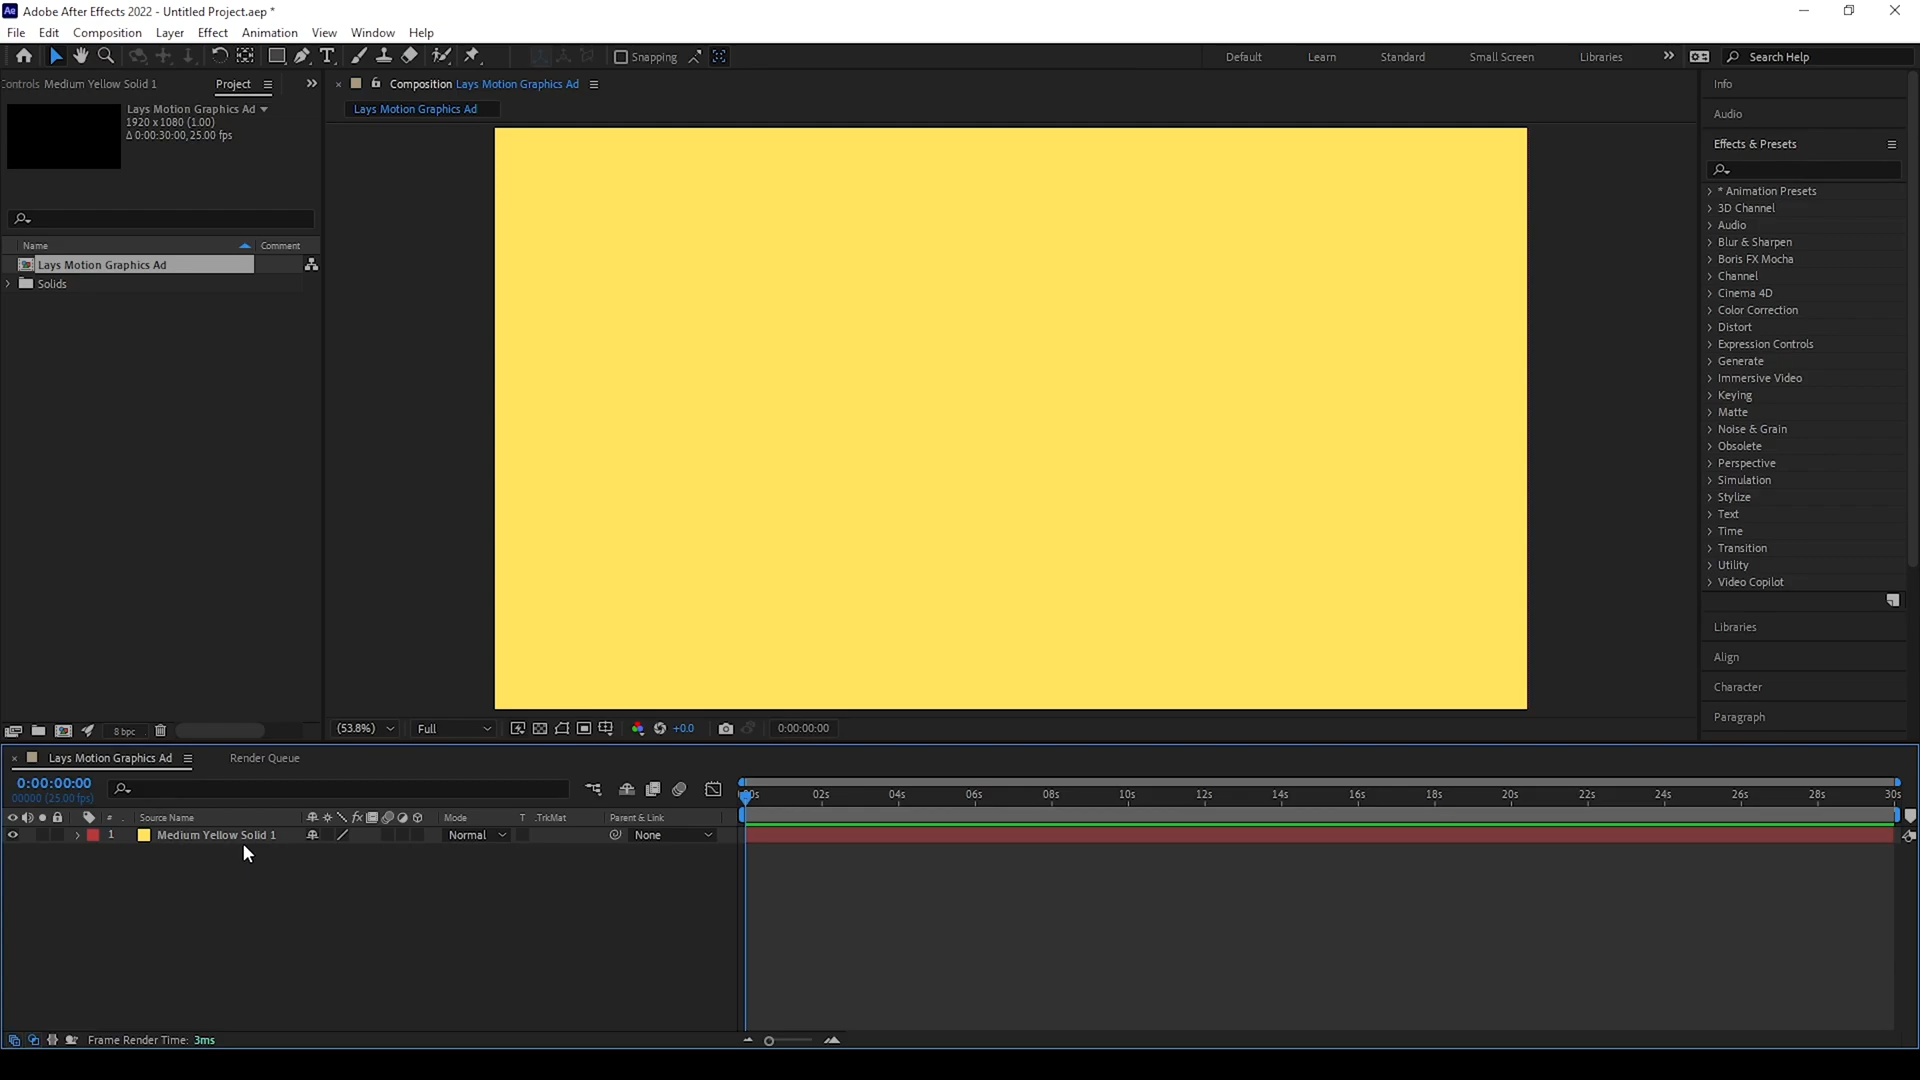 Ae Adobe After Effects 2022 - Untitled Project.aep *
File Edit Composition Layer Effect Animation View Window Help
Snapping Default Learn Standard Small Screen Libraries Search Help
Controls Medium Yellow Solid 1 Project
Composition Lays Motion Graphics Ad
Lays Motion Graphics Ad
Lays Motion Graphics Ad
1920 x 1080 (1.00)
Δ 0:00:30:00, 25.00 fps
Name Comment
Lays Motion Graphics Ad
Solids
Info
Audio
Effects & Presets
* Animation Presets
3D Channel
Audio
Blur & Sharpen
Boris FX Mocha
Channel
Cinema 4D
Color Correction
Distort
Expression Controls
Generate
Immersive Video
Keying
Matte
Noise & Grain
Obsolete
Perspective
Simulation
Stylize
Text
Time
Transition
Utility
Video Copilot
Libraries
Align
Character
Paragraph
8 bpc
(53.8%) Full +0.0 0:00:00:00
Lays Motion Graphics Ad Render Queue
0:00:00:00
00000 (25.00 fps)
02s 04s 06s 08s 10s 12s 14s 16s 18s 20s 22s 24s 26s 28s 30s
# Source Name fx Mode T .TrkMat Parent & Link
1 Medium Yellow Solid 1 Normal None
Frame Render Time: 3ms